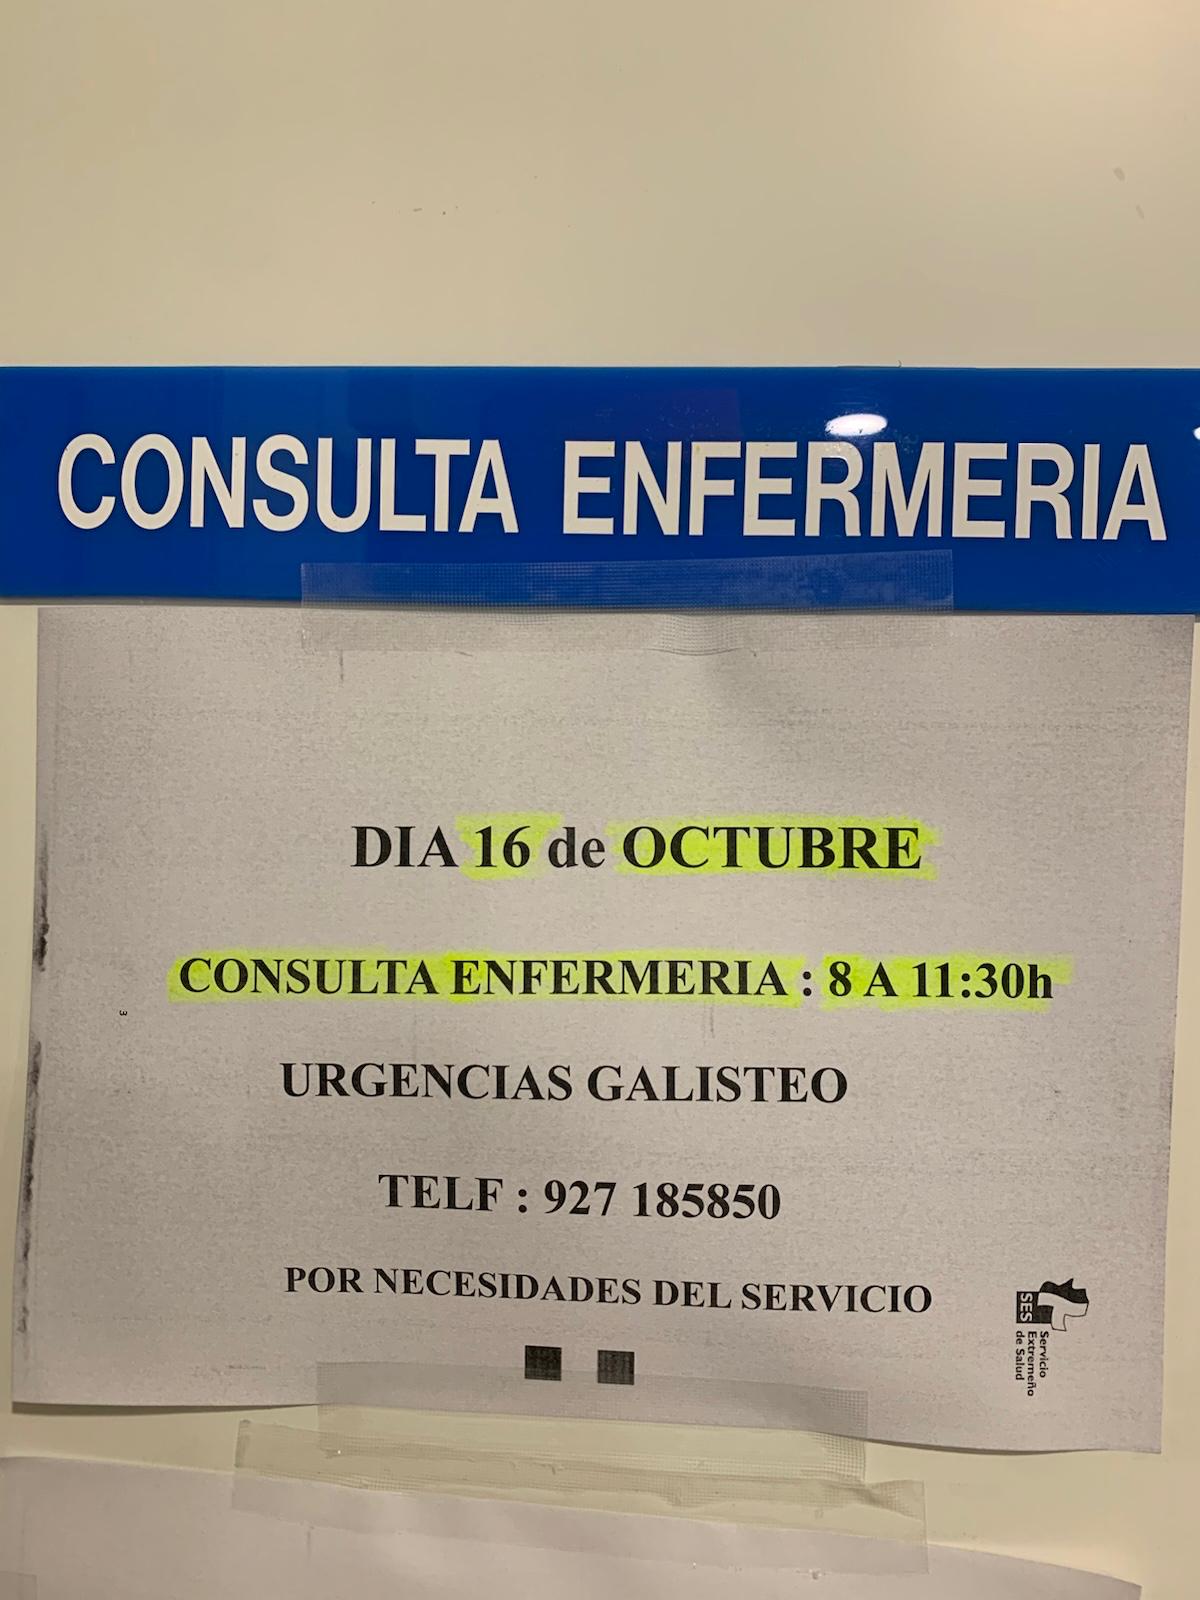 CONSULTA ENFERMERIA
DIA 16 de OCTUBRE
CONSULTA ENFERMERIA : 8 A 11:30h
3
URGENCIAS GALISTEO
TELF : 927 185850
POR NECESIDADES DEL SERVICIO
SES
Servicio
Extremeño
de Salud